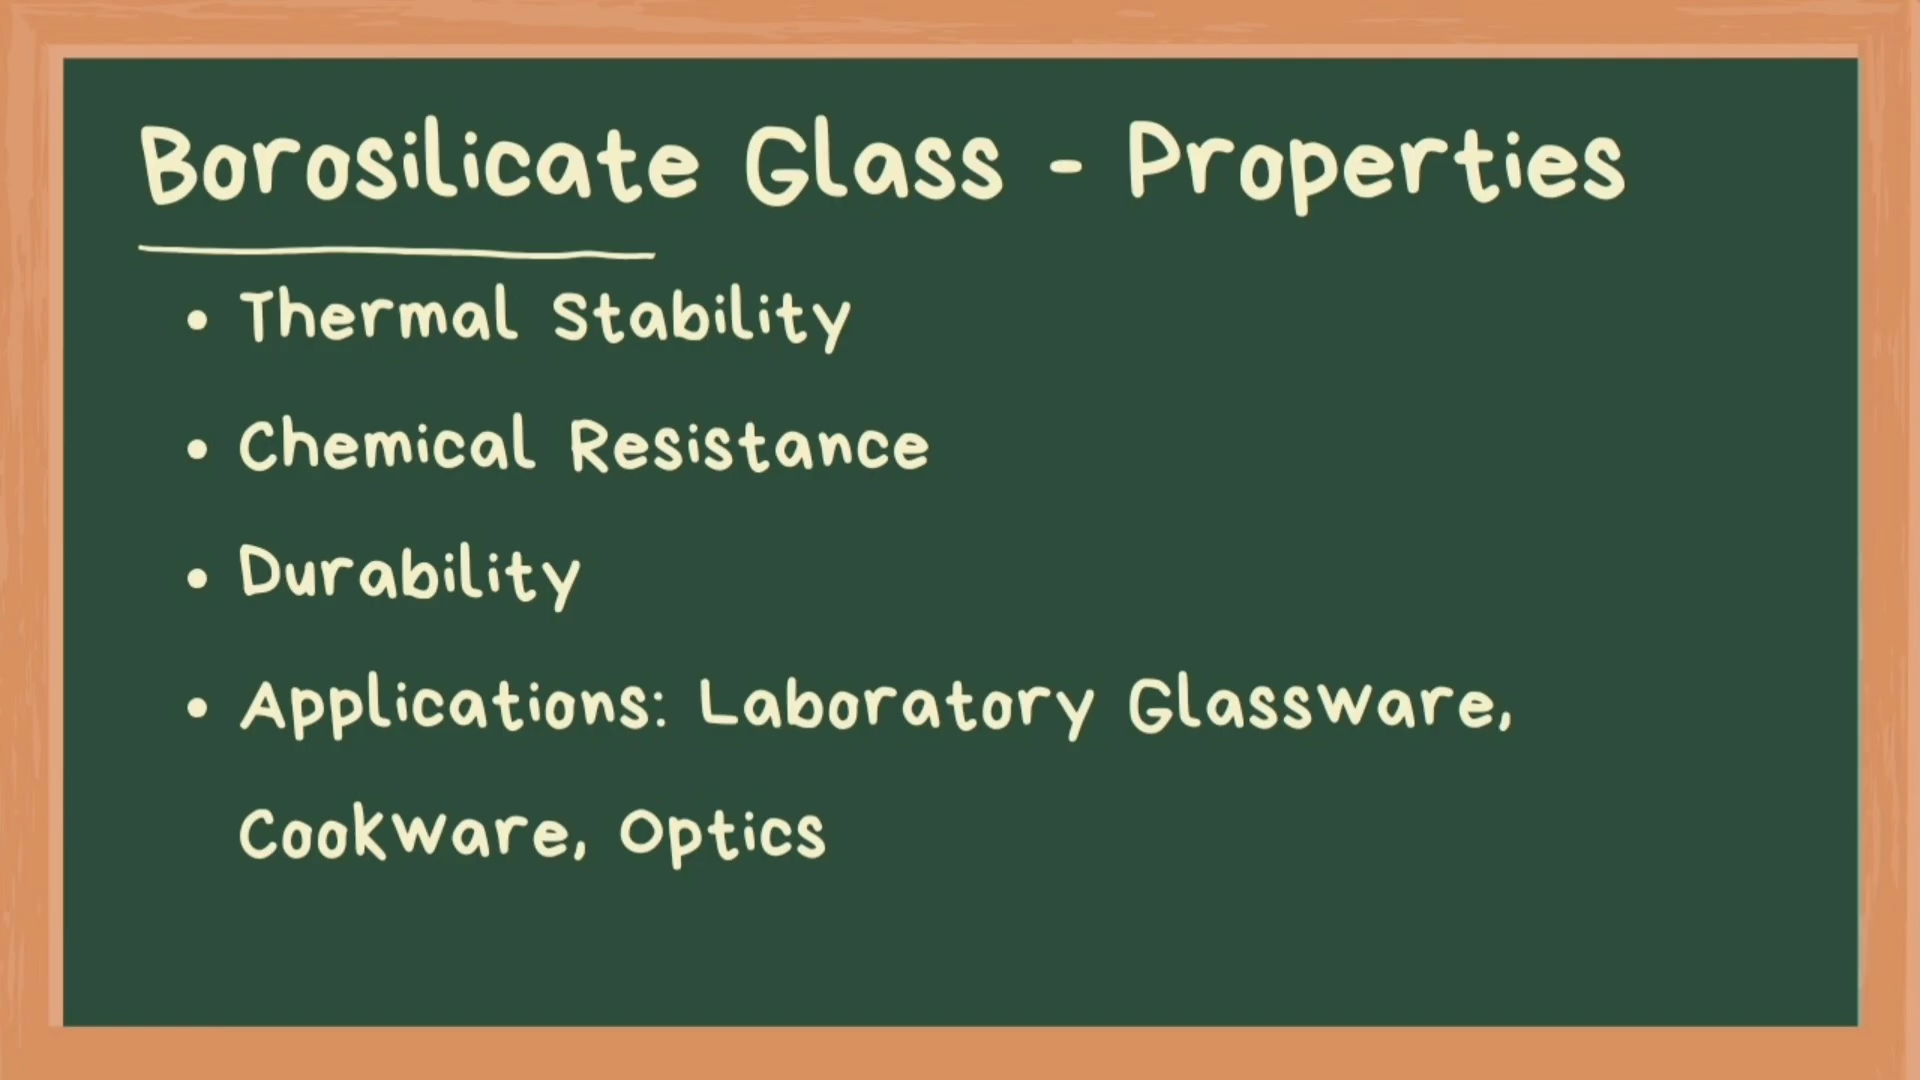 Borosilicate Glass - Properties
• Thermal Stability
• Chemical Resistance
• Durability
• Applications: Laboratory Glassware,
Cookware, Optics